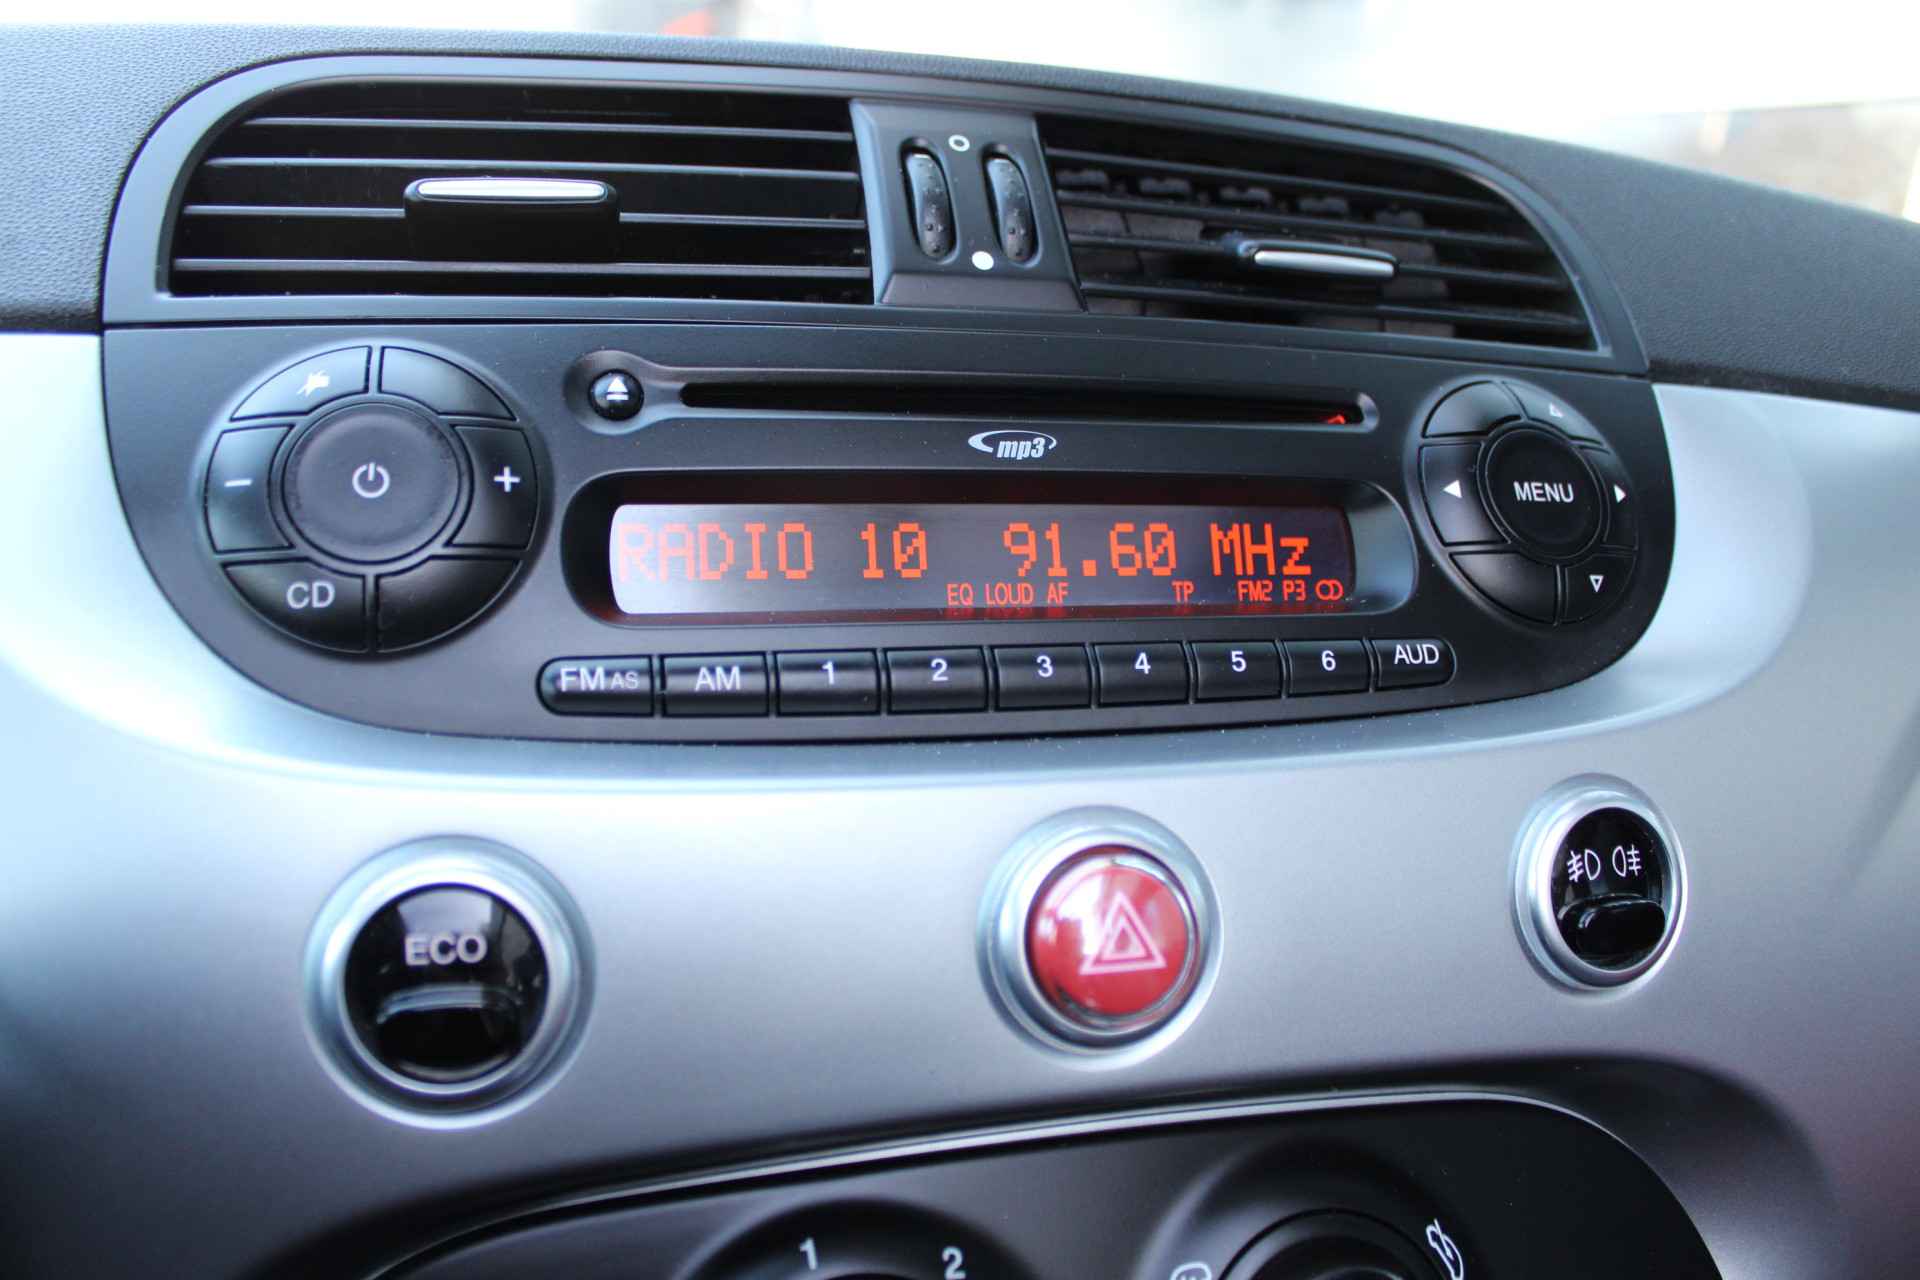 mp3
MENU
RADIO 10 91.60 MHz
EQ LOUD AF TP FM2 P3
CD
FM AS AM 1 2 3 4 5 6 AUD
ECO
1 2